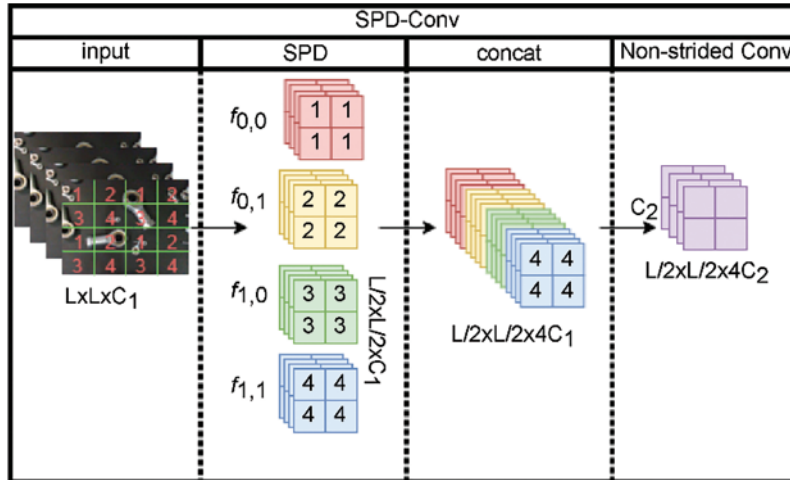 SPD-Conv
input
SPD
concat
Non-strided Conv
1 2 1 2
3 4 3 4
1 2 1 2
3 4 3 4
LxLxC1
f0,0
1 1
1 1
f0,1
2 2
2 2
f1,0
3 3
3 3
f1,1
4 4
4 4
L/2xL/2xC1
4 4
4 4
L/2xL/2x4C1
C2
L/2xL/2x4C2